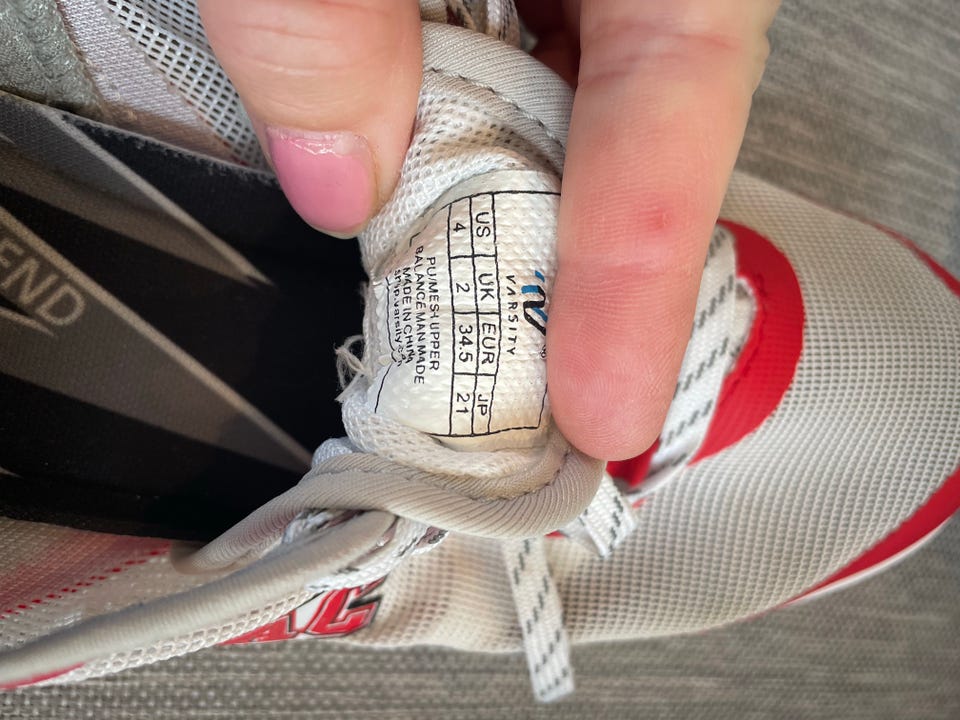 VARSITY
US UK EUR JP
4 2 34.5 21
PU/MESH UPPER
BALANCE MAN MADE
MADE IN CHINA
END
AC